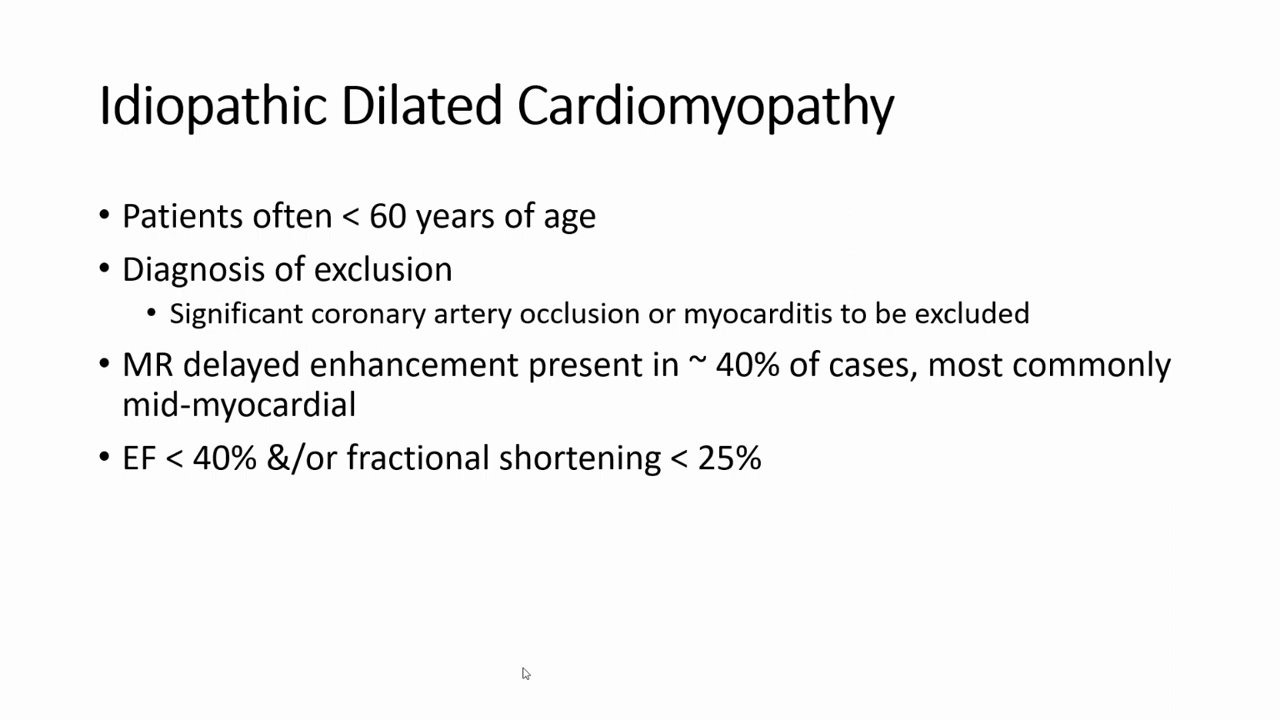 Idiopathic Dilated Cardiomyopathy
• Patients often < 60 years of age
• Diagnosis of exclusion
• Significant coronary artery occlusion or myocarditis to be excluded
• MR delayed enhancement present in ~ 40% of cases, most commonly
mid-myocardial
• EF < 40% &/or fractional shortening < 25%